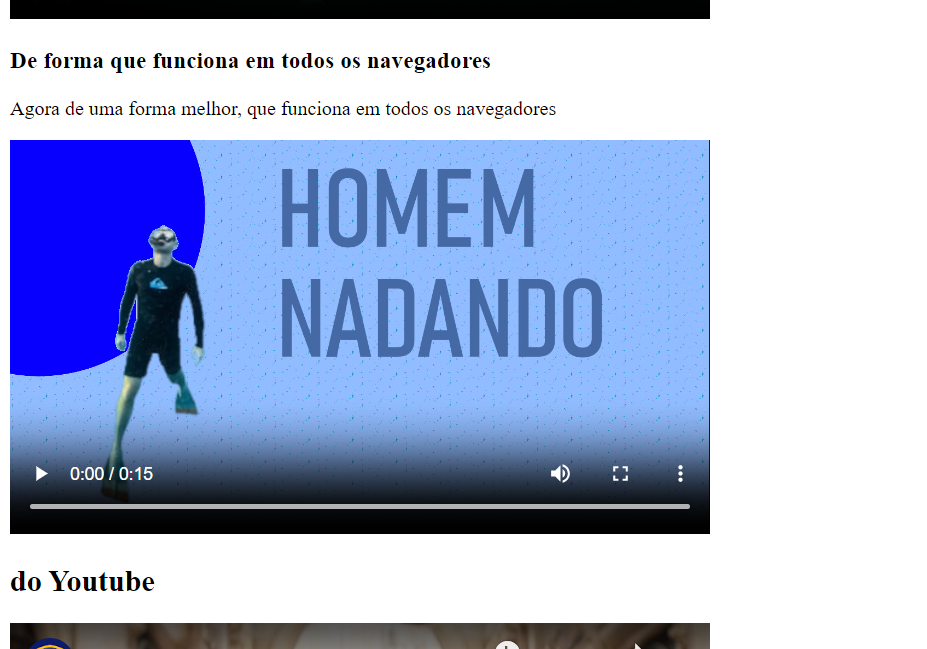 De forma que funciona em todos os navegadores
Agora de uma forma melhor, que funciona em todos os navegadores
HOMEM
NADANDO
0:00 / 0:15
do Youtube